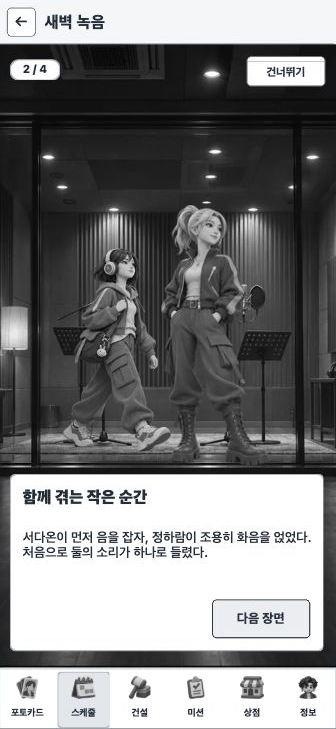 새벽 녹음
2 / 4
건너뛰기
함께 겪는 작은 순간
서다온이 먼저 음을 잡자, 정하람이 조용히 화음을 얹었다.
처음으로 둘의 소리가 하나로 들렸다.
다음 장면
포토카드
스케줄
건설
미션
상점
정보